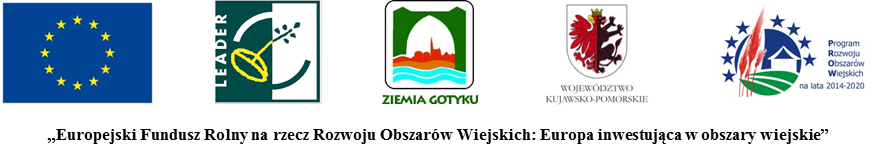 LEADER
ZIEMIA GOTYKU
WOJEWÓDZTWO
KUJAWSKO-POMORSKIE
Program
Rozwoju
Obszarów
Wiejskich
na lata 2014-2020
„Europejski Fundusz Rolny na rzecz Rozwoju Obszarów Wiejskich: Europa inwestująca w obszary wiejskie”